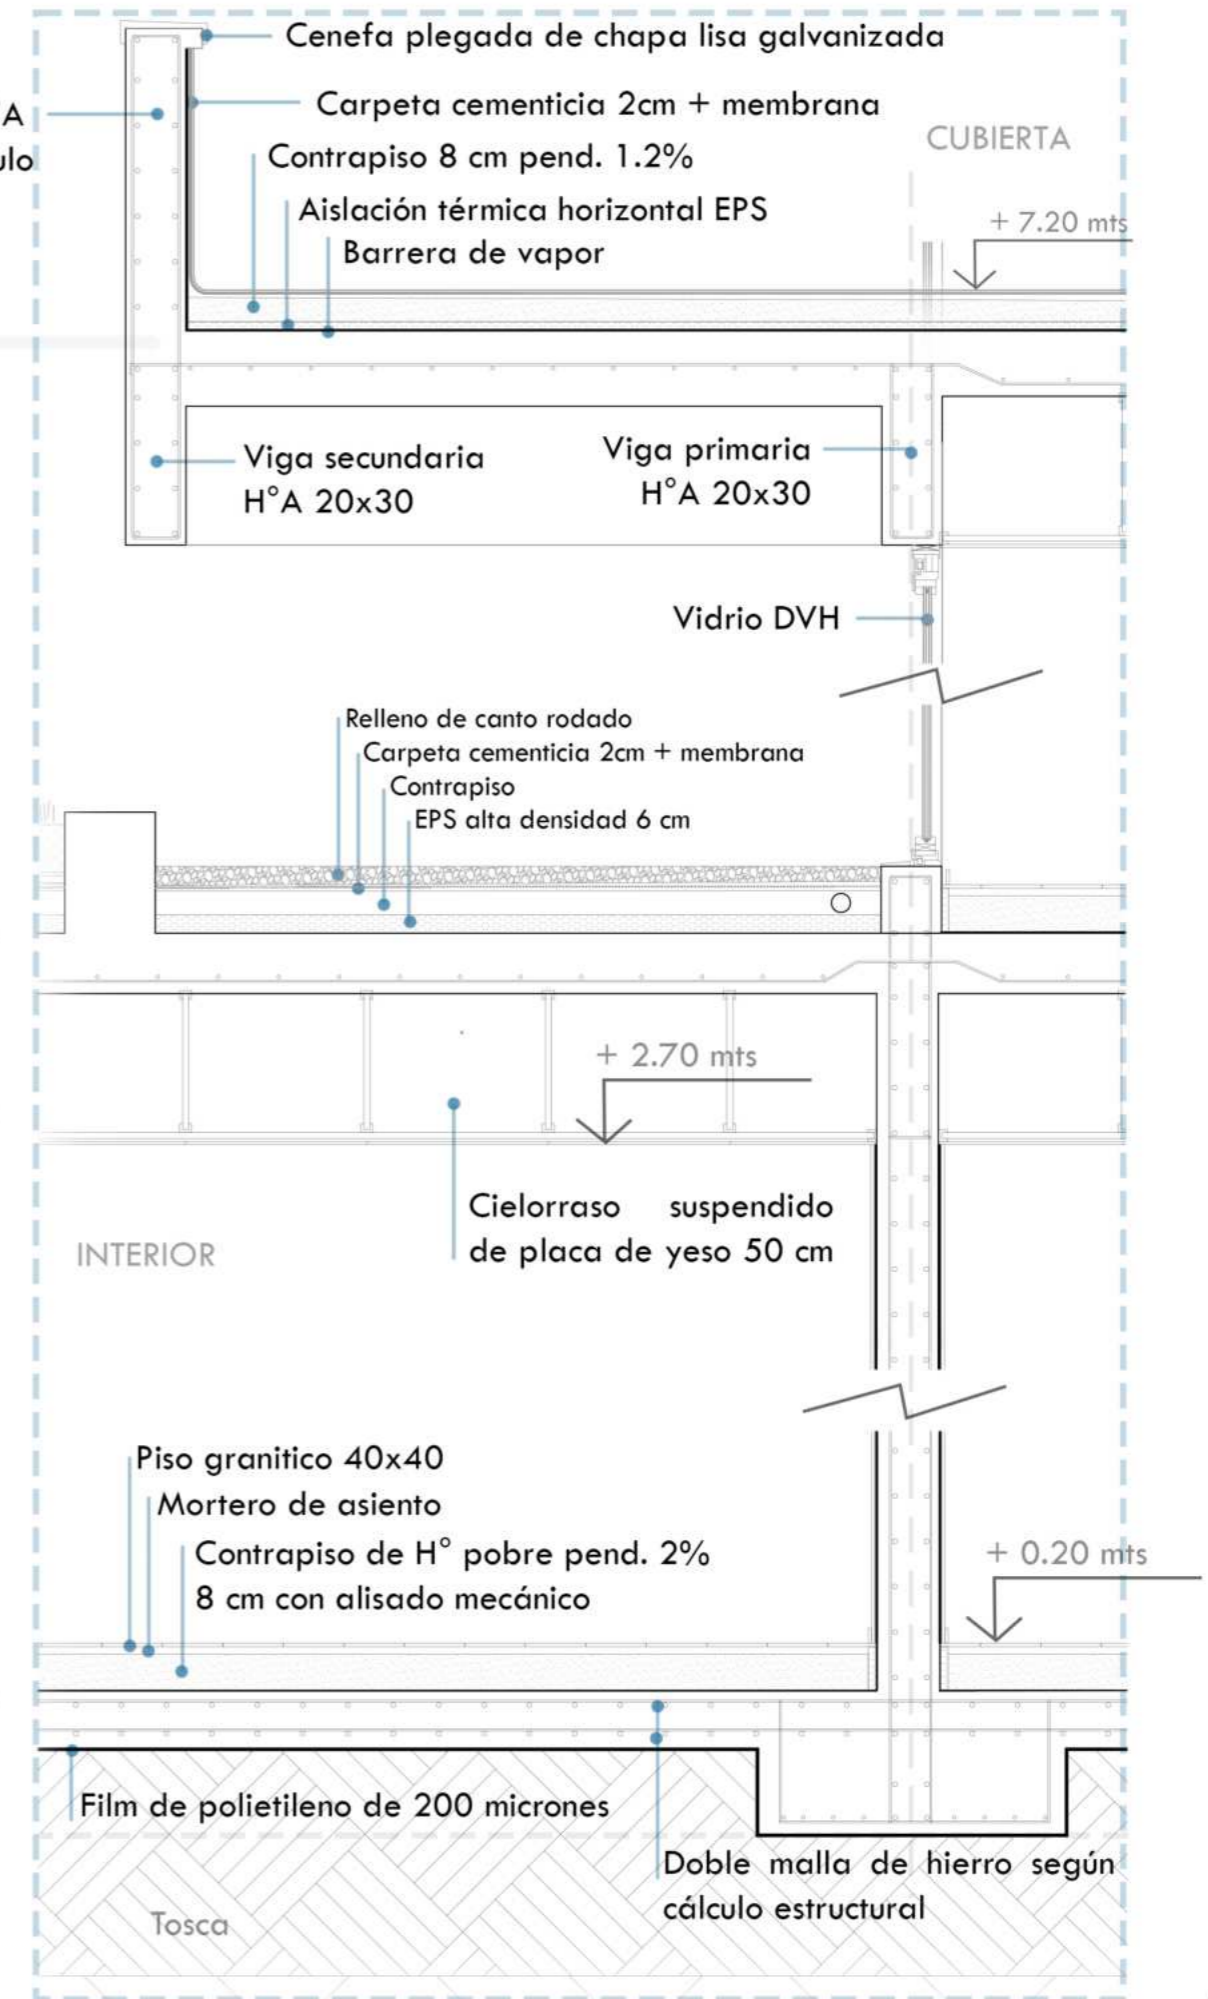 Cenefa plegada de chapa lisa galvanizada
A
Carpeta cementicia 2cm + membrana
CUBIERTA
Contrapiso 8 cm pend. 1.2%
Aislación térmica horizontal EPS
+ 7.20 mts
Barrera de vapor
Viga secundaria
H°A 20x30
Viga primaria
H°A 20x30
Vidrio DVH
Relleno de canto rodado
Carpeta cementicia 2cm + membrana
Contrapiso
EPS alta densidad 6 cm
+ 2.70 mts
Cielorraso suspendido
de placa de yeso 50 cm
INTERIOR
Piso granitico 40x40
Mortero de asiento
Contrapiso de H° pobre pend. 2%
8 cm con alisado mecánico
+ 0.20 mts
Film de polietileno de 200 micrones
Doble malla de hierro según
cálculo estructural
Tosca